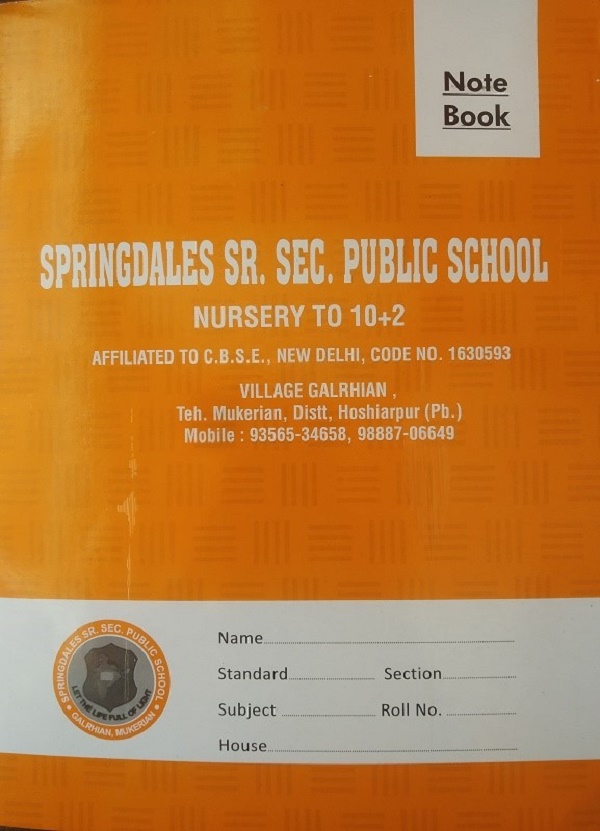 Note
Book
SPRINGDALES SR. SEC. PUBLIC SCHOOL
NURSERY TO 10+2
AFFILIATED TO C.B.S.E., NEW DELHI, CODE NO. 1630593
VILLAGE GALRHIAN ,
Teh. Mukerian, Distt, Hoshiarpur (Pb.)
Mobile : 93565-34658, 98887-06649
SPRINGDALES SR. SEC. PUBLIC SCHOOL
LET THE LIFE FULL OF LIGHT
GALRHIAN, MUKERIAN
Name
Standard Section
Subject Roll No.
House